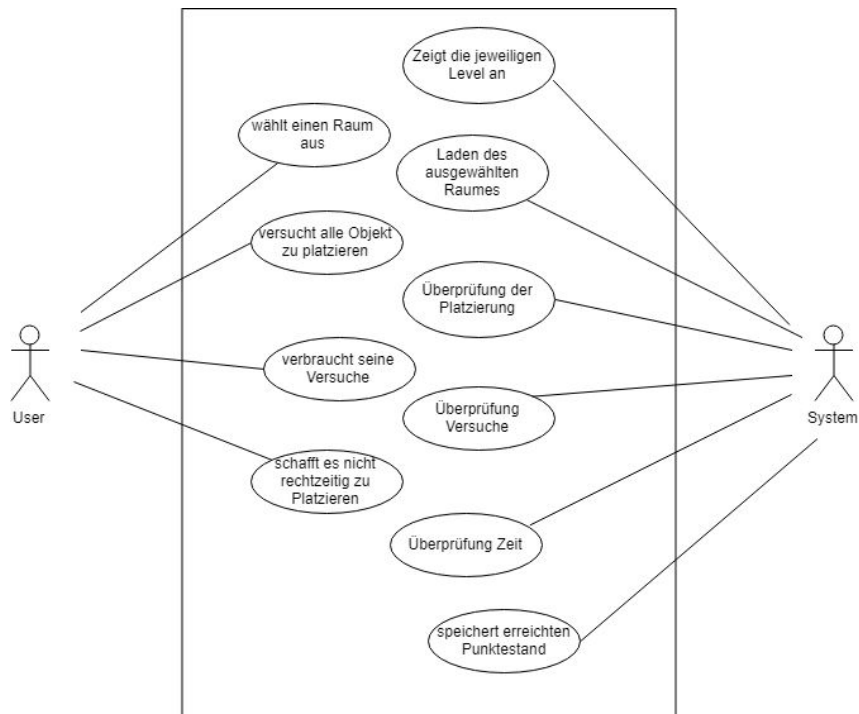 Zeigt die jeweiligen
Level an
wählt einen Raum
aus
Laden des
ausgewählten
Raumes
versucht alle Objekt
zu platzieren
Überprüfung der
Platzierung
verbraucht seine
Versuche
Überprüfung
Versuche
schafft es nicht
rechtzeitig zu
Platzieren
Überprüfung Zeit
speichert erreichten
Punktestand
User
System